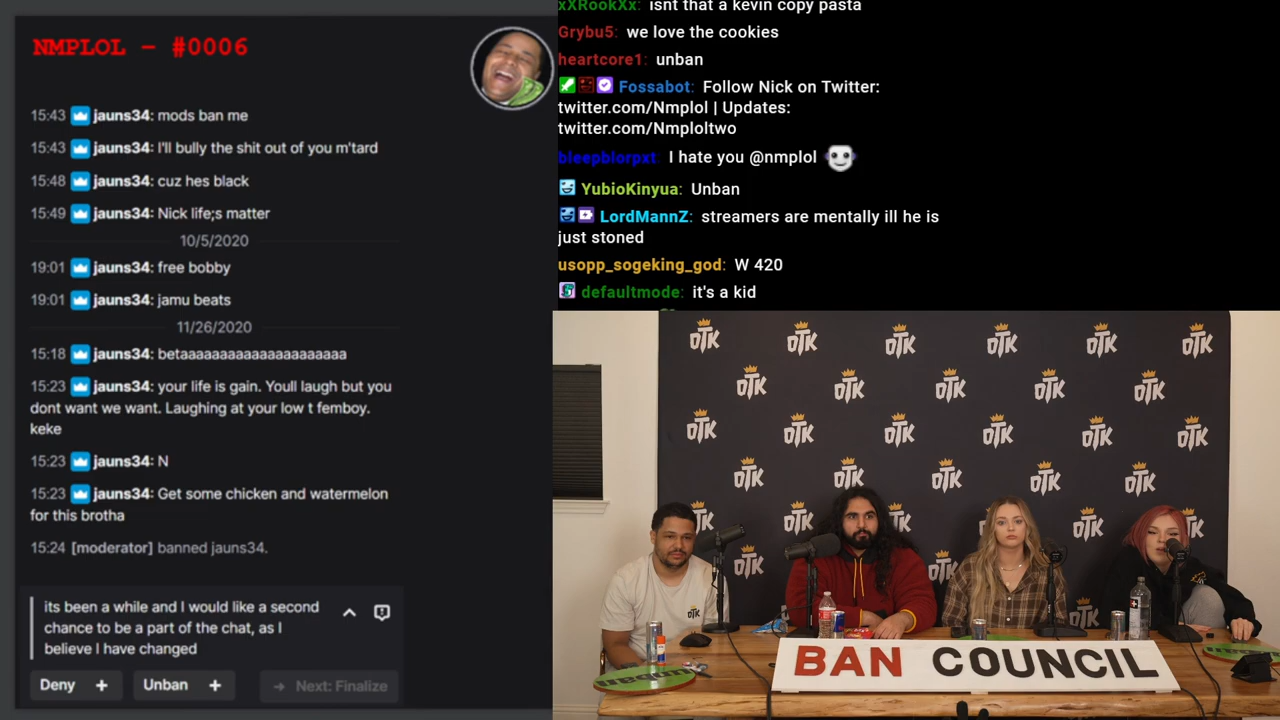 NMPLOL - #0006
15:43 jauns34: mods ban me
15:43 jauns34: I'll bully the shit out of you m'tard
15:48 jauns34: cuz hes black
15:49 jauns34: Nick life;s matter
10/5/2020
19:01 jauns34: free bobby
19:01 jauns34: jamu beats
11/26/2020
15:18 jauns34: betaaaaaaaaaaaaaaaaaaaaa
15:23 jauns34: your life is gain. Youll laugh but you
dont want we want. Laughing at your low t femboy.
keke
15:23 jauns34: N
15:23 jauns34: Get some chicken and watermelon
for this brotha
15:24 [moderator] banned jauns34.
its been a while and I would like a second
chance to be a part of the chat, as I
believe I have changed
Deny +
Unban +
→ Next: Finalize
xXRookXx: isnt that a kevin copy pasta
Grybu5: we love the cookies
heartcore1: unban
Fossabot: Follow Nick on Twitter:
twitter.com/Nmplol | Updates:
twitter.com/Nmploltwo
bleepblorpxt: I hate you @nmplol
YubioKinyua: Unban
LordMannZ: streamers are mentally ill he is
just stoned
usopp_sogeking_god: W 420
defaultmode: it's a kid
OTK
BAN COUNCIL
unban